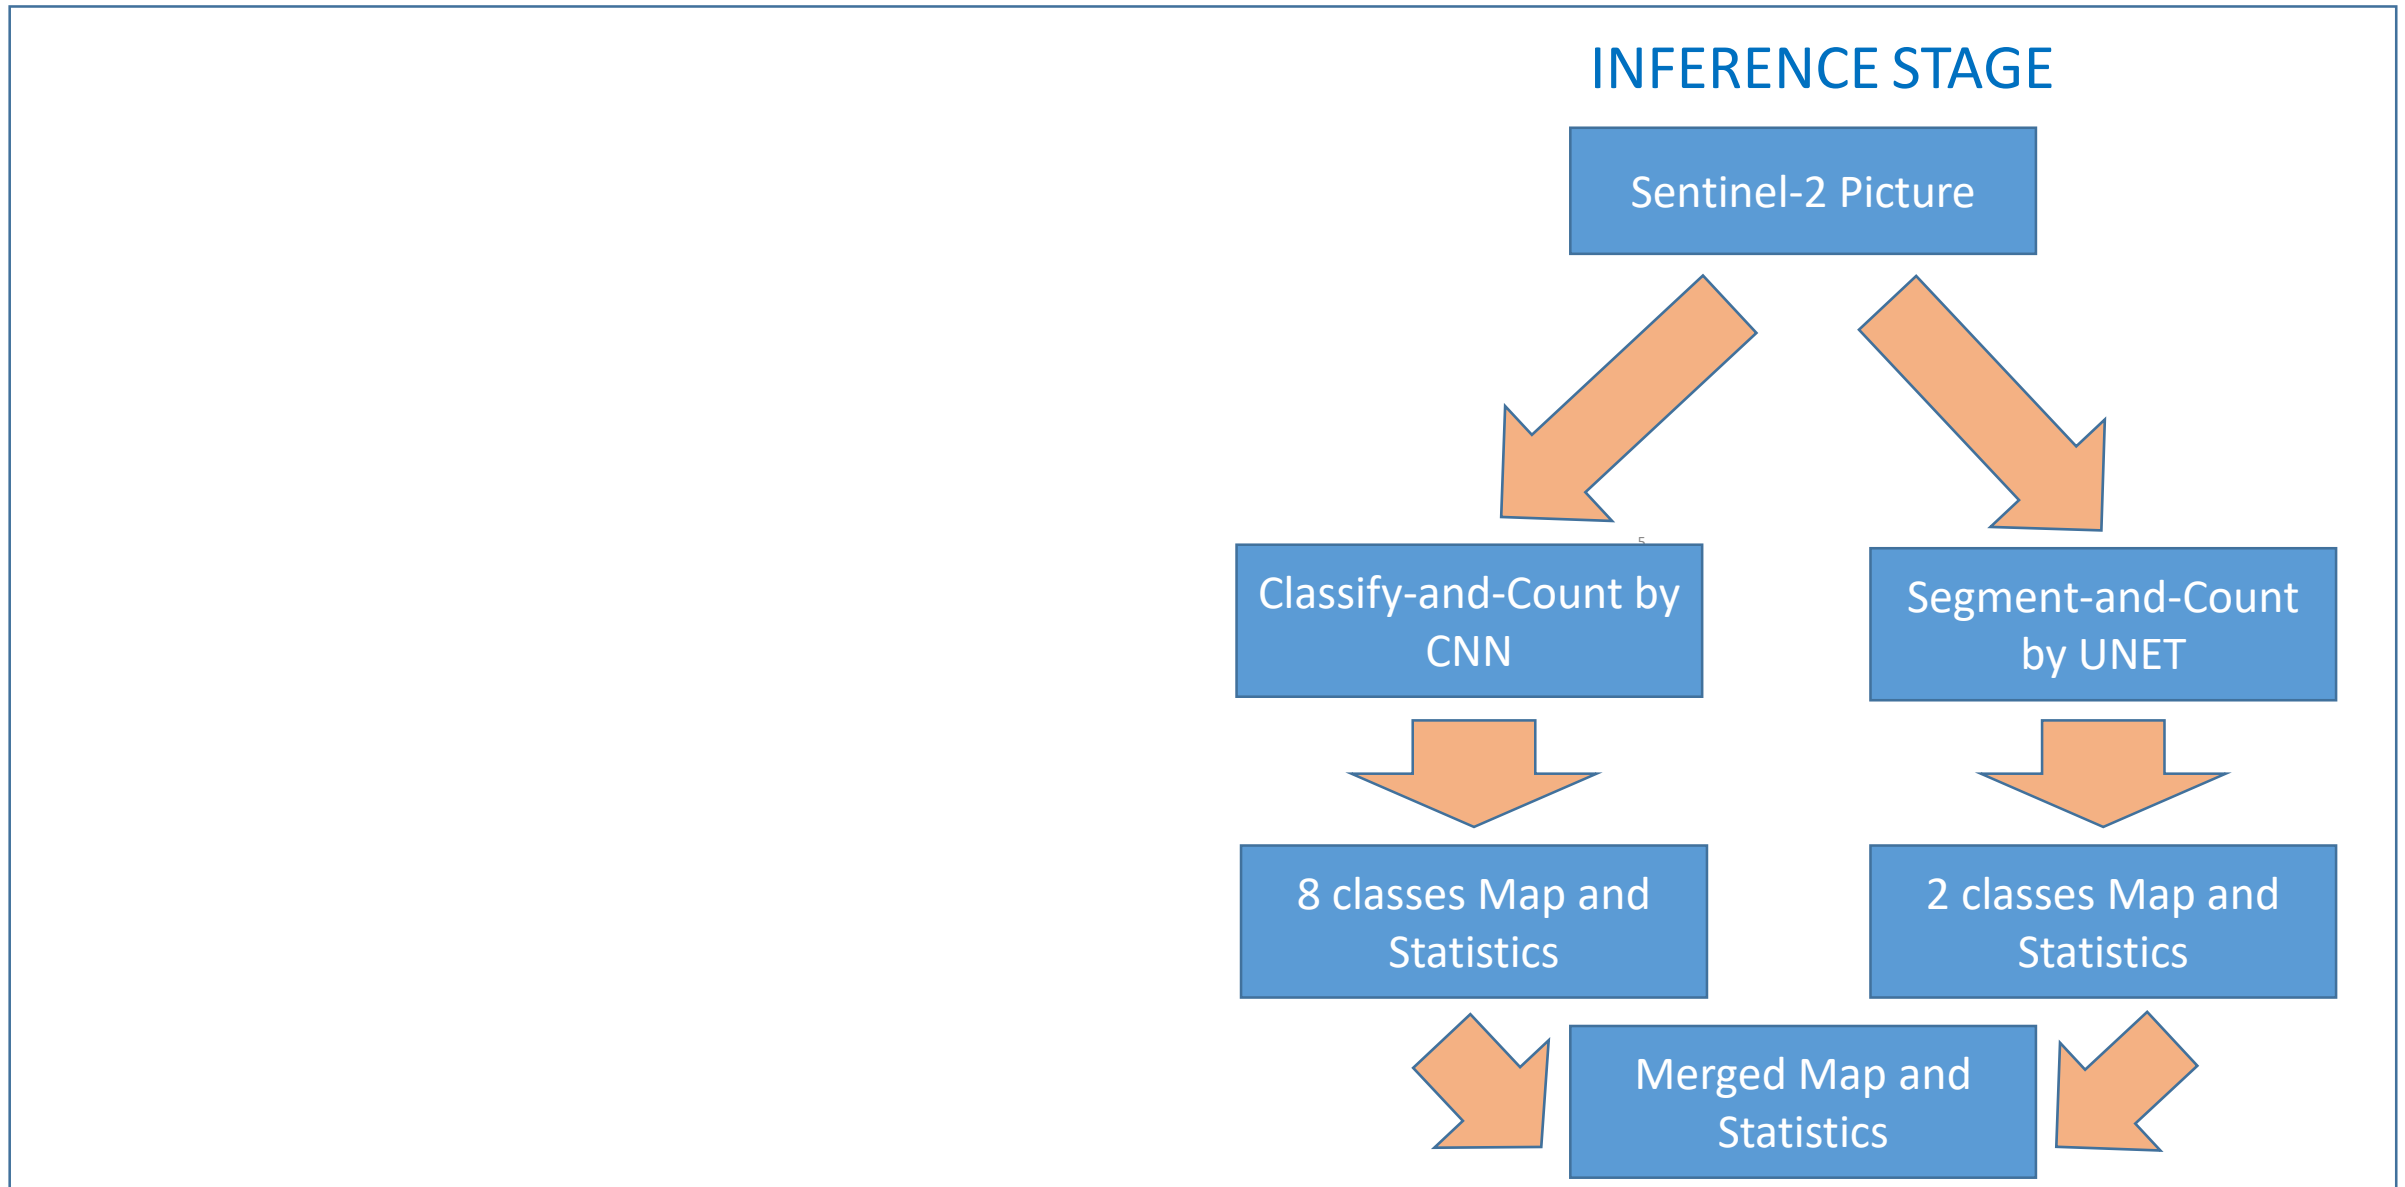 INFERENCE STAGE
Sentinel-2 Picture
5
Classify-and-Count by
CNN
Segment-and-Count
by UNET
8 classes Map and
Statistics
2 classes Map and
Statistics
Merged Map and
Statistics